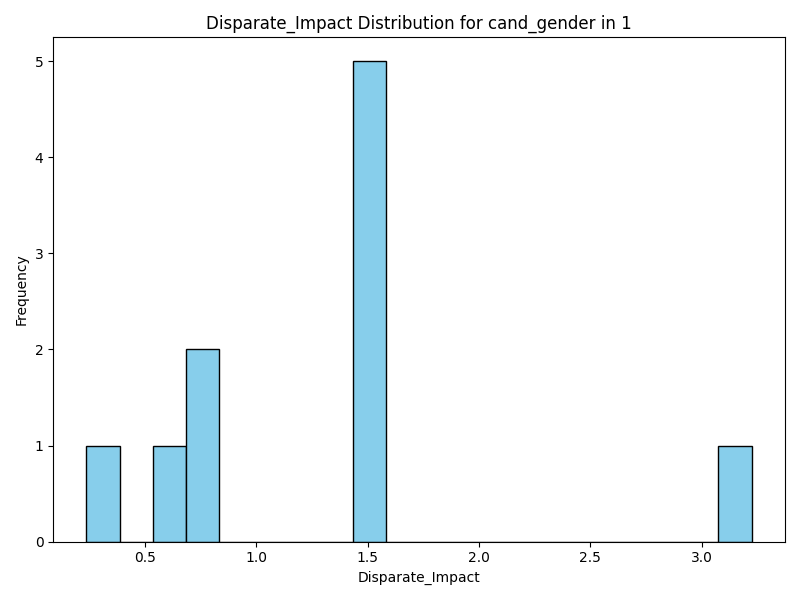 Disparate_Impact Distribution for cand_gender in 1
5
4
3
2
1
0
Frequency
0.5 1.0 1.5 2.0 2.5 3.0
Disparate_Impact